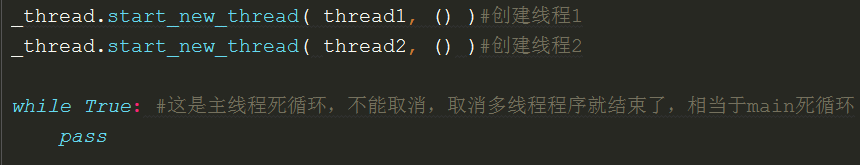 _thread.start_new_thread( thread1, () )#创建线程1
_thread.start_new_thread( thread2, () )#创建线程2
while True: #这是主线程死循环，不能取消，取消多线程程序就结束了，相当于main死循环
pass